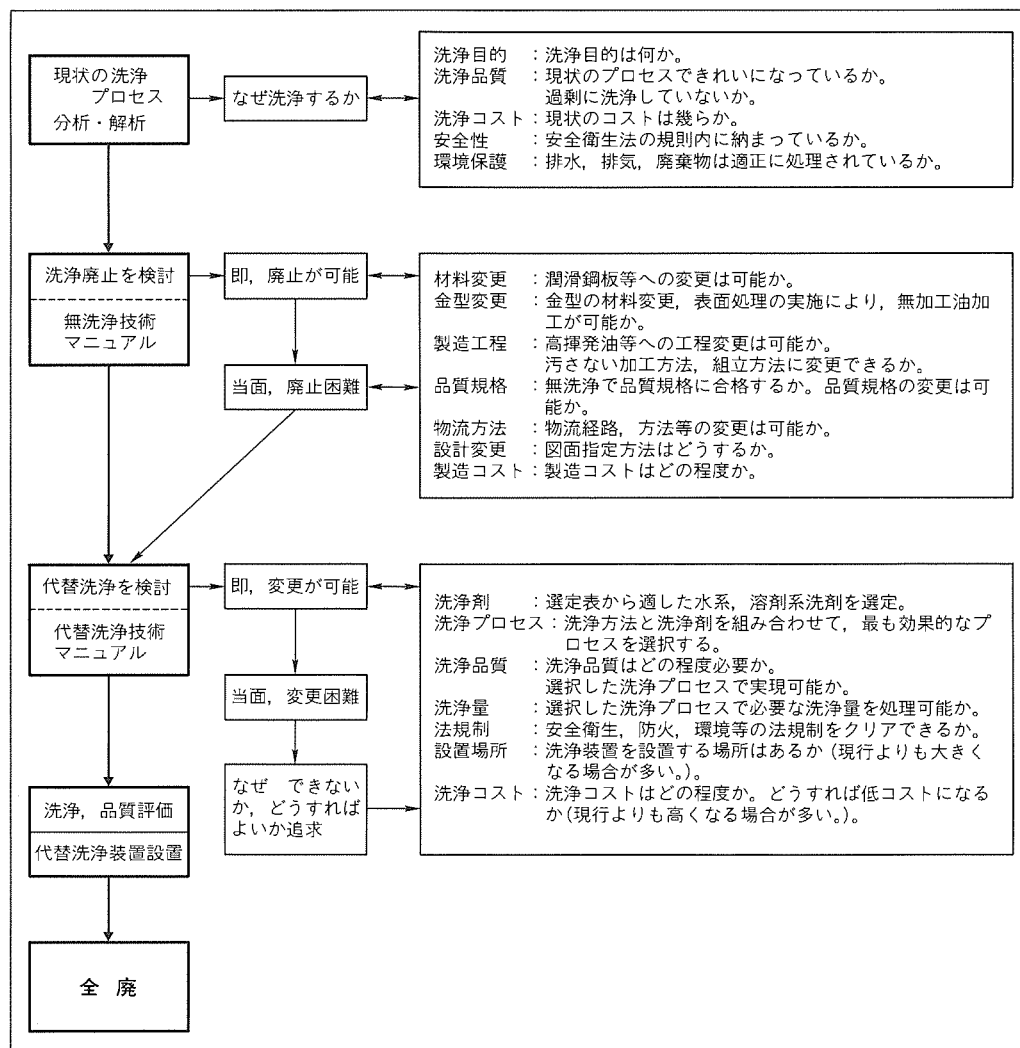 現状の洗浄
プロセス
分析・解析
なぜ洗浄するか
洗浄目的　：洗浄目的は何か。
洗浄品質　：現状のプロセスできれいになっているか。
過剰に洗浄していないか。
洗浄コスト：現状のコストは幾らか。
安全性　　：安全衛生法の規則内に納まっているか。
環境保護　：排水，排気，廃棄物は適正に処理されているか。
洗浄廃止を検討
無洗浄技術
マニュアル
即，廃止が可能
当面，廃止困難
材料変更　：潤滑鋼板等への変更は可能か。
金型変更　：金型の材料変更，表面処理の実施により，無加工油加
工が可能か。
製造工程　：高揮発油等への工程変更は可能か。
汚さない加工方法，組立方法に変更できるか。
品質規格　：無洗浄で品質規格に合格するか。品質規格の変更は可
能か。
物流方法　：物流経路，方法等の変更は可能か。
設計変更　：図面指定方法はどうするか。
製造コスト：製造コストはどの程度か。
代替洗浄を検討
代替洗浄技術
マニュアル
即，変更が可能
当面，変更困難
なぜ　できない
か，どうすれば
よいか追求
洗浄剤　　：選定表から適した水系，溶剤系洗剤を選定。
洗浄プロセス：洗浄方法と洗浄剤を組み合わせて，最も効果的なプ
ロセスを選択する。
洗浄品質　：洗浄品質はどの程度必要か。
選択した洗浄プロセスで実現可能か。
洗浄量　　：選択した洗浄プロセスで必要な洗浄量を処理可能か。
法規制　　：安全衛生，防火，環境等の法規制をクリアできるか。
設置場所　：洗浄装置を設置する場所はあるか（現行よりも大きく
なる場合が多い。）。
洗浄コスト：洗浄コストはどの程度か。どうすれば低コストになる
か（現行よりも高くなる場合が多い。）。
洗浄，品質評価
代替洗浄装置設置
全　廃